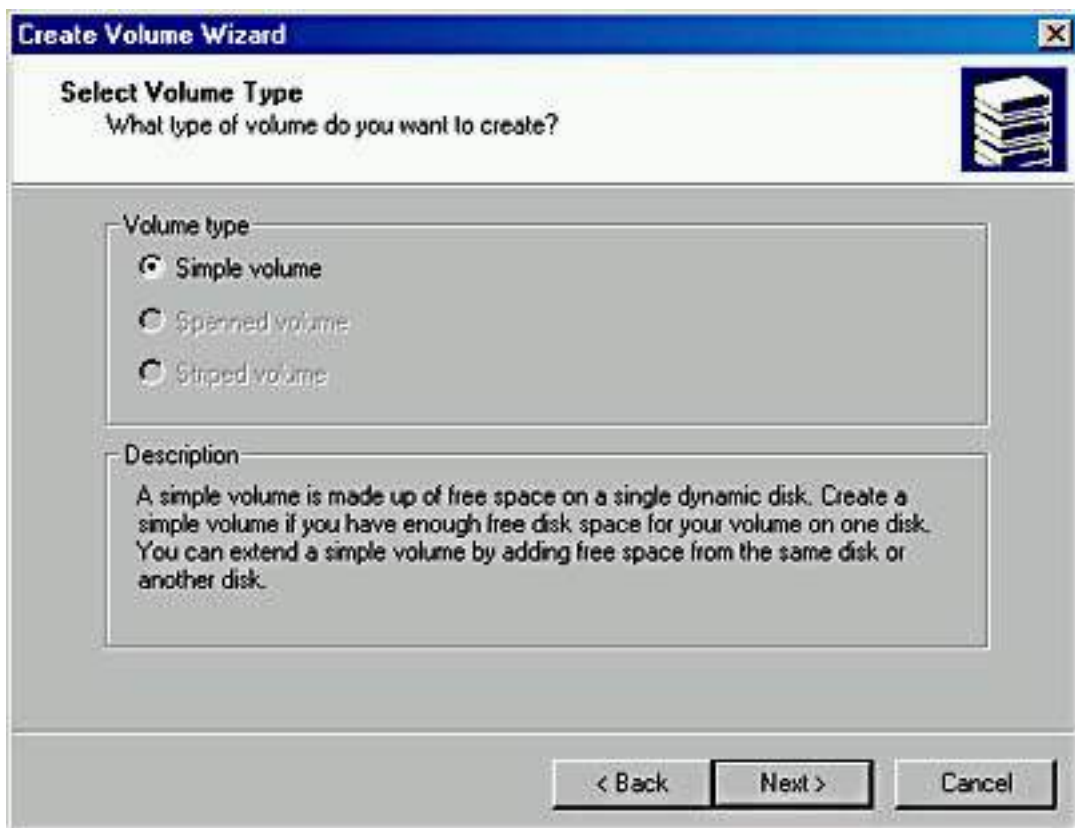 Create Volume Wizard
Select Volume Type
What type of volume do you want to create?
Volume type
Simple volume
Spanned volume
Striped volume
Description
A simple volume is made up of free space on a single dynamic disk. Create a
simple volume if you have enough free disk space for your volume on one disk.
You can extend a simple volume by adding free space from the same disk or
another disk.
< Back Next > Cancel